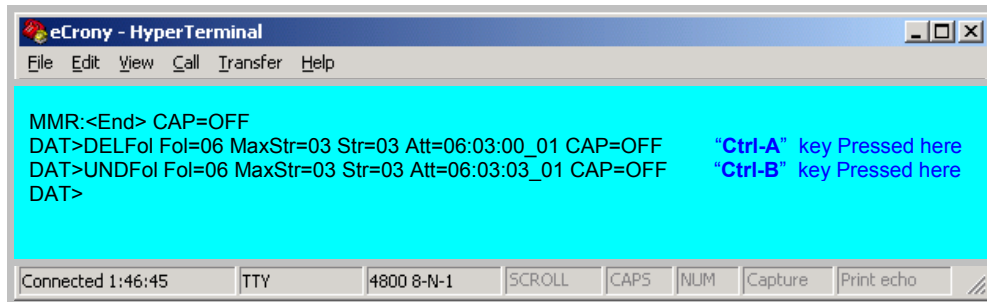 eCrony - HyperTerminal
File Edit View Call Transfer Help
MMR:<End> CAP=OFF
DAT>DELFol Fol=06 MaxStr=03 Str=03 Att=06:03:00_01 CAP=OFF “Ctrl-A” key Pressed here
DAT>UNDFol Fol=06 MaxStr=03 Str=03 Att=06:03:03_01 CAP=OFF “Ctrl-B” key Pressed here
DAT>
Connected 1:46:45 TTY 4800 8-N-1 SCROLL CAPS NUM Capture Print echo